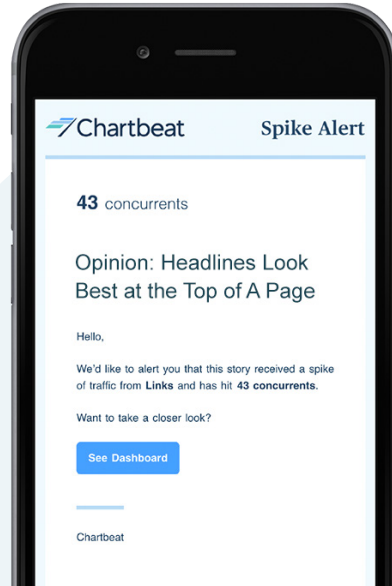 Chartbeat Spike Alert
43 concurrents
Opinion: Headlines Look
Best at the Top of A Page
Hello,
We'd like to alert you that this story received a spike
of traffic from Links and has hit 43 concurrents.
Want to take a closer look?
See Dashboard
Chartbeat